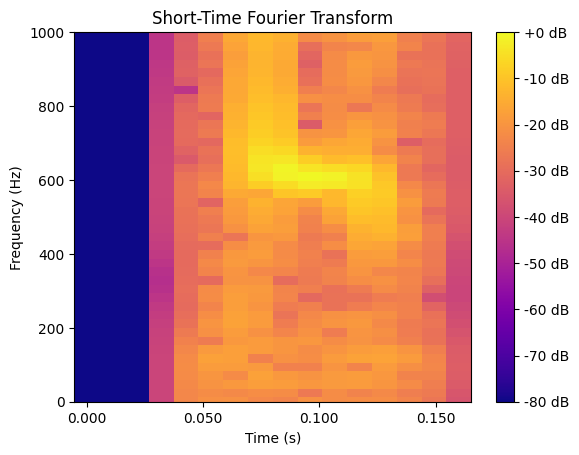 Short-Time Fourier Transform
Frequency (Hz)
1000
800
600
400
200
0
0.000
0.050
0.100
0.150
Time (s)
+0 dB
-10 dB
-20 dB
-30 dB
-40 dB
-50 dB
-60 dB
-70 dB
-80 dB